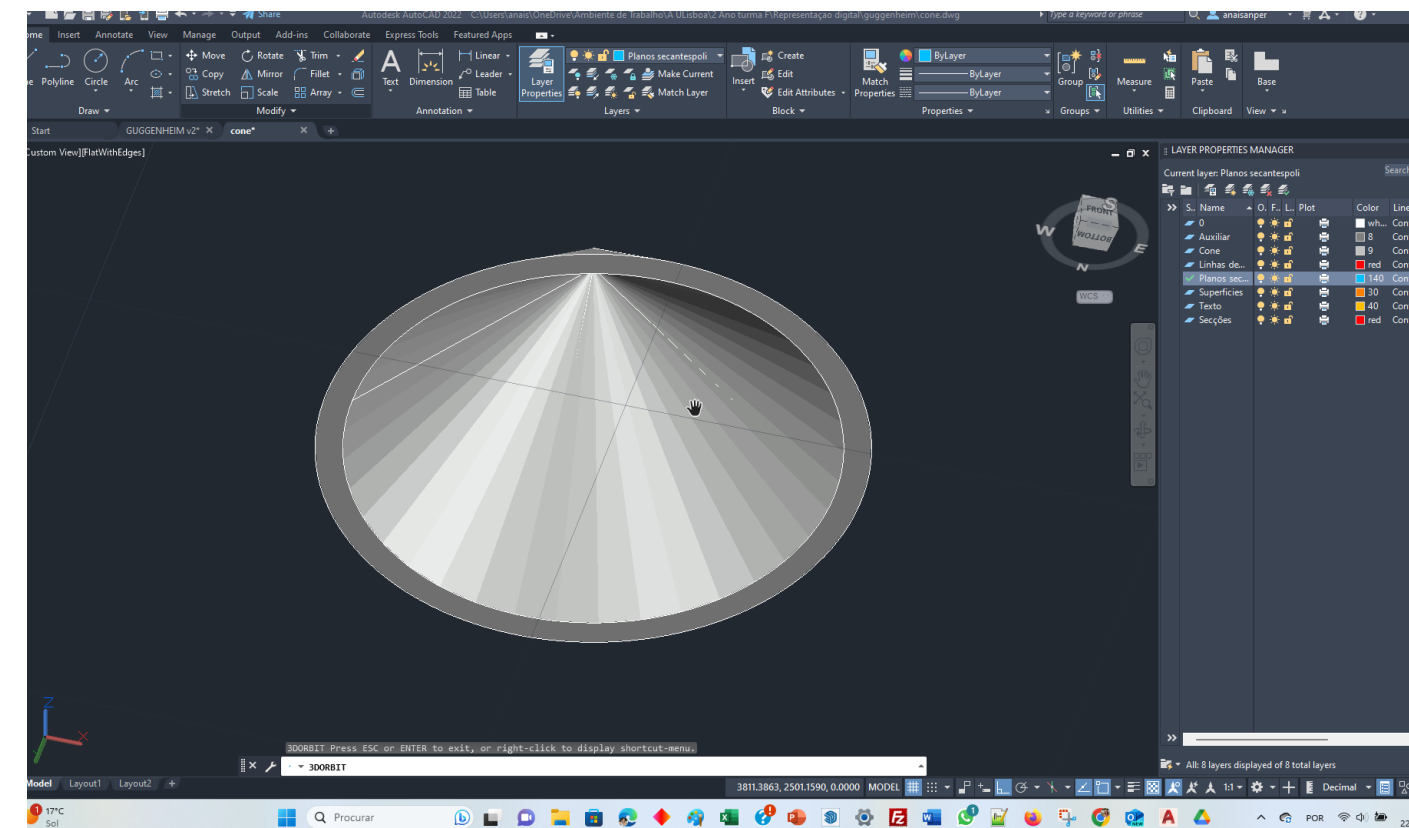 Share Autodesk AutoCAD 2022 C:\Users\anais\OneDrive\Ambiente de Trabalho\A ULisboa\2 Ano turma F\Representação digital\guggenheim\cone.dwg Type a keyword or phrase anaisanper
ome Insert Annotate View Manage Output Add-ins Collaborate Express Tools Featured Apps
Move Rotate Trim Linear Planos secantespoli Create ByLayer
Copy Mirror Fillet Leader Make Current Edit ByLayer
e Polyline Circle Arc Stretch Scale Array Text Dimension Table Layer Properties Match Layer Insert Edit Attributes Match Properties ByLayer Group Measure Paste Base
Draw Modify Annotation Layers Block Properties Groups Utilities Clipboard View
Start GUGGENHEIM v2* cone*
Custom View][FlatWithEdges]
LAYER PROPERTIES MANAGER
Current layer: Planos secantespoli Search
S.. Name O. F.. L.. Plot Color Line
0 wh... Con
Auxíliar 8 Con
Cone 9 Con
Linhas de... red Con
Planos sec... 140 Con
Superfícies 30 Con
Texto 40 Con
Secções red Con
FRONT
BOTTOM
S
W
E
N
WCS
Z
X
3DORBIT Press ESC or ENTER to exit, or right-click to display shortcut-menu.
3DORBIT
All: 8 layers displayed of 8 total layers
Model Layout1 Layout2 + 3811.3863, 2501.1590, 0.0000 MODEL 1:1 Decimal
17°C
Sol
Procurar
POR
22